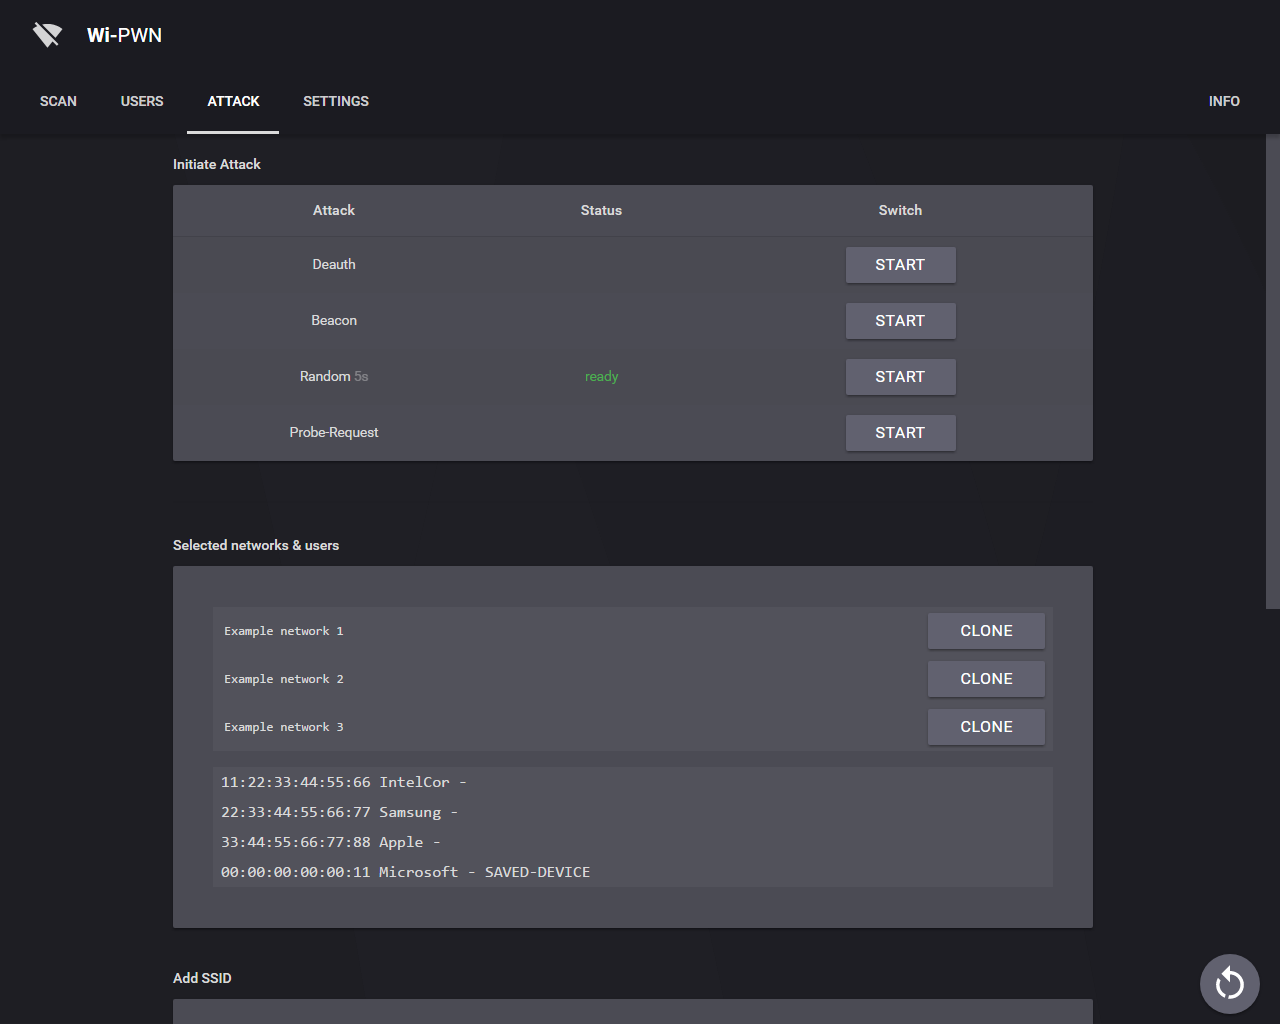 Wi-PWN
SCAN USERS ATTACK SETTINGS INFO
Initiate Attack
Attack Status Switch
Deauth START
Beacon START
Random 5s ready START
Probe-Request START
Selected networks & users
Example network 1 CLONE
Example network 2 CLONE
Example network 3 CLONE
11:22:33:44:55:66 IntelCor -
22:33:44:55:66:77 Samsung -
33:44:55:66:77:88 Apple -
00:00:00:00:00:11 Microsoft - SAVED-DEVICE
Add SSID